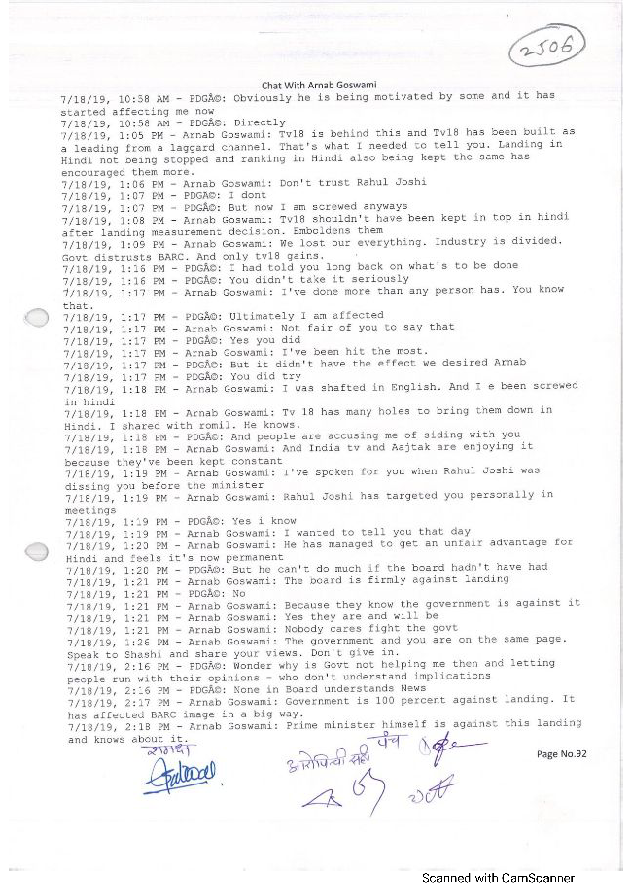 2506
Chat With Arnab Goswami
7/18/19, 10:58 AM - PDGÃ©: Obviously he is being motivated by some and it has
started affecting me now
7/18/19, 10:58 AM - PDGÃ©: Directly
7/18/19, 1:05 PM - Arnab Goswami: Tv18 is behind this and Tv18 has been built as
a leading from a laggard channel. That's what I needed to tell you. Landing in
Hindi not being stopped and ranking in Hindi also being kept the same has
encouraged them more.
7/18/19, 1:06 PM - Arnab Goswami: Don't trust Rahul Joshi
7/18/19, 1:07 PM - PDGÃ©: I dont
7/18/19, 1:07 PM - PDGÃ©: But now I am screwed anyways
7/18/19, 1:08 PM - Arnab Goswami: Tv18 shouldn't have been kept in top in hindi
after landing measurement decision. Emboldens them
7/18/19, 1:09 PM - Arnab Goswami: We lost our everything. Industry is divided.
Govt distrusts BARC. And only tv18 gains.
7/18/19, 1:16 PM - PDGÃ©: I had told you long back on what's to be done
7/18/19, 1:16 PM - PDGÃ©: You didn't take it seriously
7/18/19, 1:17 PM - Arnab Goswami: I've done more than any person has. You know
that.
7/18/19, 1:17 PM - PDGÃ©: Ultimately I am affected
7/18/19, 1:17 PM - Arnab Goswami: Not fair of you to say that
7/18/19, 1:17 PM - PDGÃ©: Yes you did
7/18/19, 1:17 PM - Arnab Goswami: I've been hit the most.
7/18/19, 1:17 PM - PDGÃ©: But it didn't have the effect we desired Arnab
7/18/19, 1:17 PM - PDGÃ©: You did try
7/18/19, 1:18 PM - Arnab Goswami: I was shafted in English. And I e been screwed
in hindi
7/18/19, 1:18 PM - Arnab Goswami: Tv 18 has many holes to bring them down in
Hindi. I shared with romil. He knows.
7/18/19, 1:18 PM - PDGÃ©: And people are accusing me of siding with you
7/18/19, 1:18 PM - Arnab Goswami: And India tv and Aajtak are enjoying it
because they've been kept constant
7/18/19, 1:19 PM - Arnab Goswami: I've spoken for you when Rahul Joshi was
dissing you before the minister
7/18/19, 1:19 PM - Arnab Goswami: Rahul Joshi has targeted you personally in
meetings
7/18/19, 1:19 PM - PDGÃ©: Yes i know
7/18/19, 1:19 PM - Arnab Goswami: I wanted to tell you that day
7/18/19, 1:20 PM - Arnab Goswami: He has managed to get an unfair advantage for
Hindi and feels it's now permanent
7/18/19, 1:20 PM - PDGÃ©: But he can't do much if the board hadn't have had
7/18/19, 1:21 PM - Arnab Goswami: The board is firmly against landing
7/18/19, 1:21 PM - PDGÃ©: No
7/18/19, 1:21 PM - Arnab Goswami: Because they know the government is against it
7/18/19, 1:21 PM - Arnab Goswami: Yes they are and will be
7/18/19, 1:21 PM - Arnab Goswami: Nobody cares fight the govt
7/18/19, 1:26 PM - Arnab Goswami: The government and you are on the same page.
Speak to Shashi and share your views. Don't give in.
7/18/19, 2:16 PM - PDGÃ©: Wonder why is Govt not helping me then and letting
people run with their opinions - who don't understand implications
7/18/19, 2:16 PM - PDGÃ©: None in Board understands News
7/18/19, 2:17 PM - Arnab Goswami: Government is 100 percent against landing. It
has affected BARC image in a big way.
7/18/19, 2:18 PM - Arnab Goswami: Prime minister himself is against this landing
and knows about it.
पंच
आरोपिची सही
Page No.32
Scanned with CamScanner